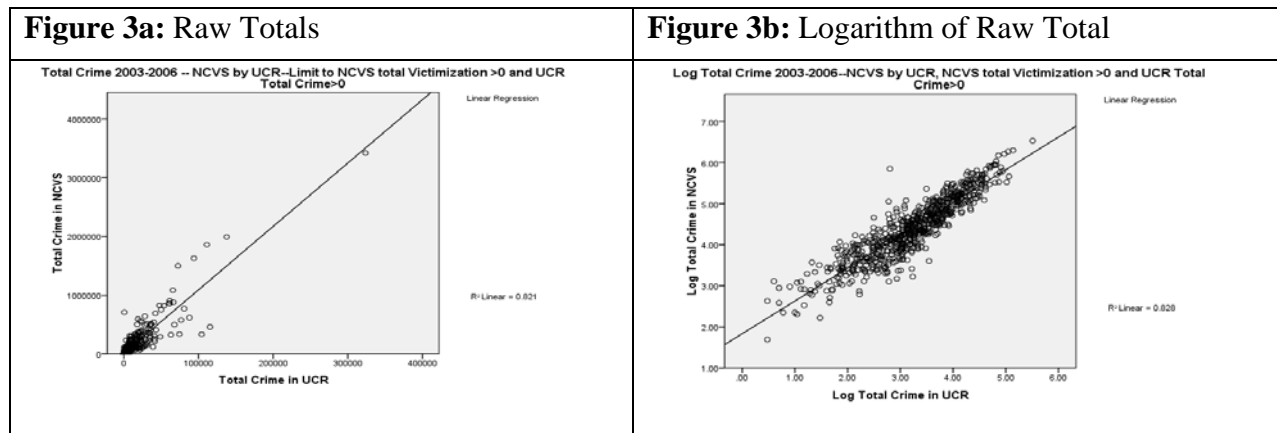 Figure 3a: Raw Totals
Total Crime 2003-2006 -- NCVS by UCR--Limit to NCVS total Victimization >0 and UCR
Total Crime>0
Linear Regression
4000000
3000000
2000000
1000000
0
Total Crime in NCVS
R² Linear = 0.821
0 100000 200000 300000 400000
Total Crime in UCR
Figure 3b: Logarithm of Raw Total
Log Total Crime 2003-2006--NCVS by UCR, NCVS total Victimization >0 and UCR Total
Crime>0
Linear Regression
7.00
6.00
5.00
4.00
3.00
2.00
1.00
Log Total Crime in NCVS
R² Linear = 0.828
.00 1.00 2.00 3.00 4.00 5.00 6.00
Log Total Crime in UCR